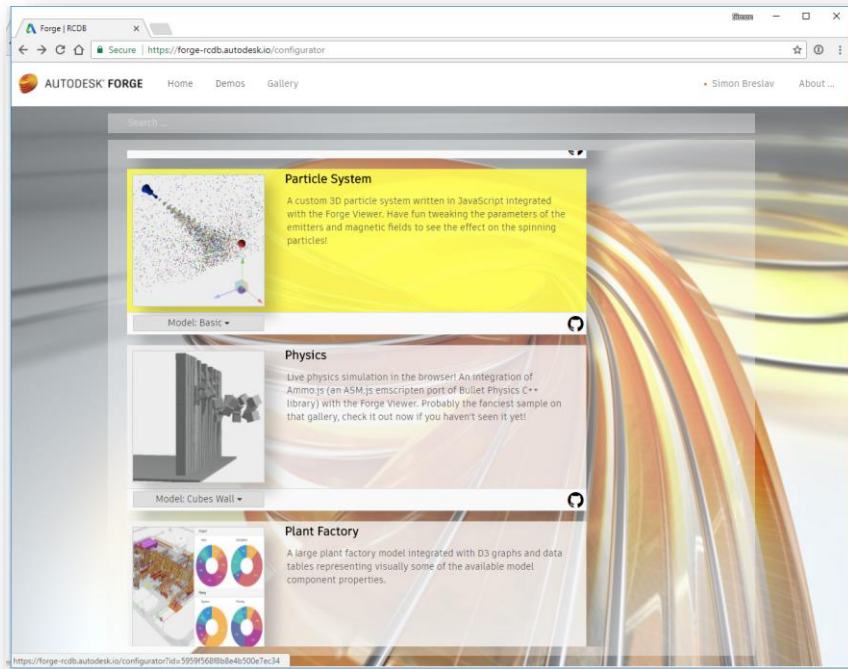 Simon
Forge | RCDB
Secure
https://forge-rcdb.autodesk.io/configurator
AUTODESK® FORGE
Home
Demos
Gallery
Simon Breslav
About ...
Search ...
Particle System
A custom 3D particle system written in JavaScript integrated
with the Forge Viewer. Have fun tweaking the parameters of the
emitters and magnetic fields to see the effect on the spinning
particles!
Model: Basic
Physics
Live physics simulation in the browser! An integration of
Ammo.js (an ASM.js emscripten port of Bullet Physics C++
library) with the Forge Viewer. Probably the fanciest sample on
that gallery, check it out now if you haven't seen it yet!
Model: Cubes Wall
Plant Factory
A large plant factory model integrated with D3 graphs and data
tables representing visually some of the available model
component properties.
https://forge-rcdb.autodesk.io/configurator?id=5959f568f8b8e4b500e7ec34